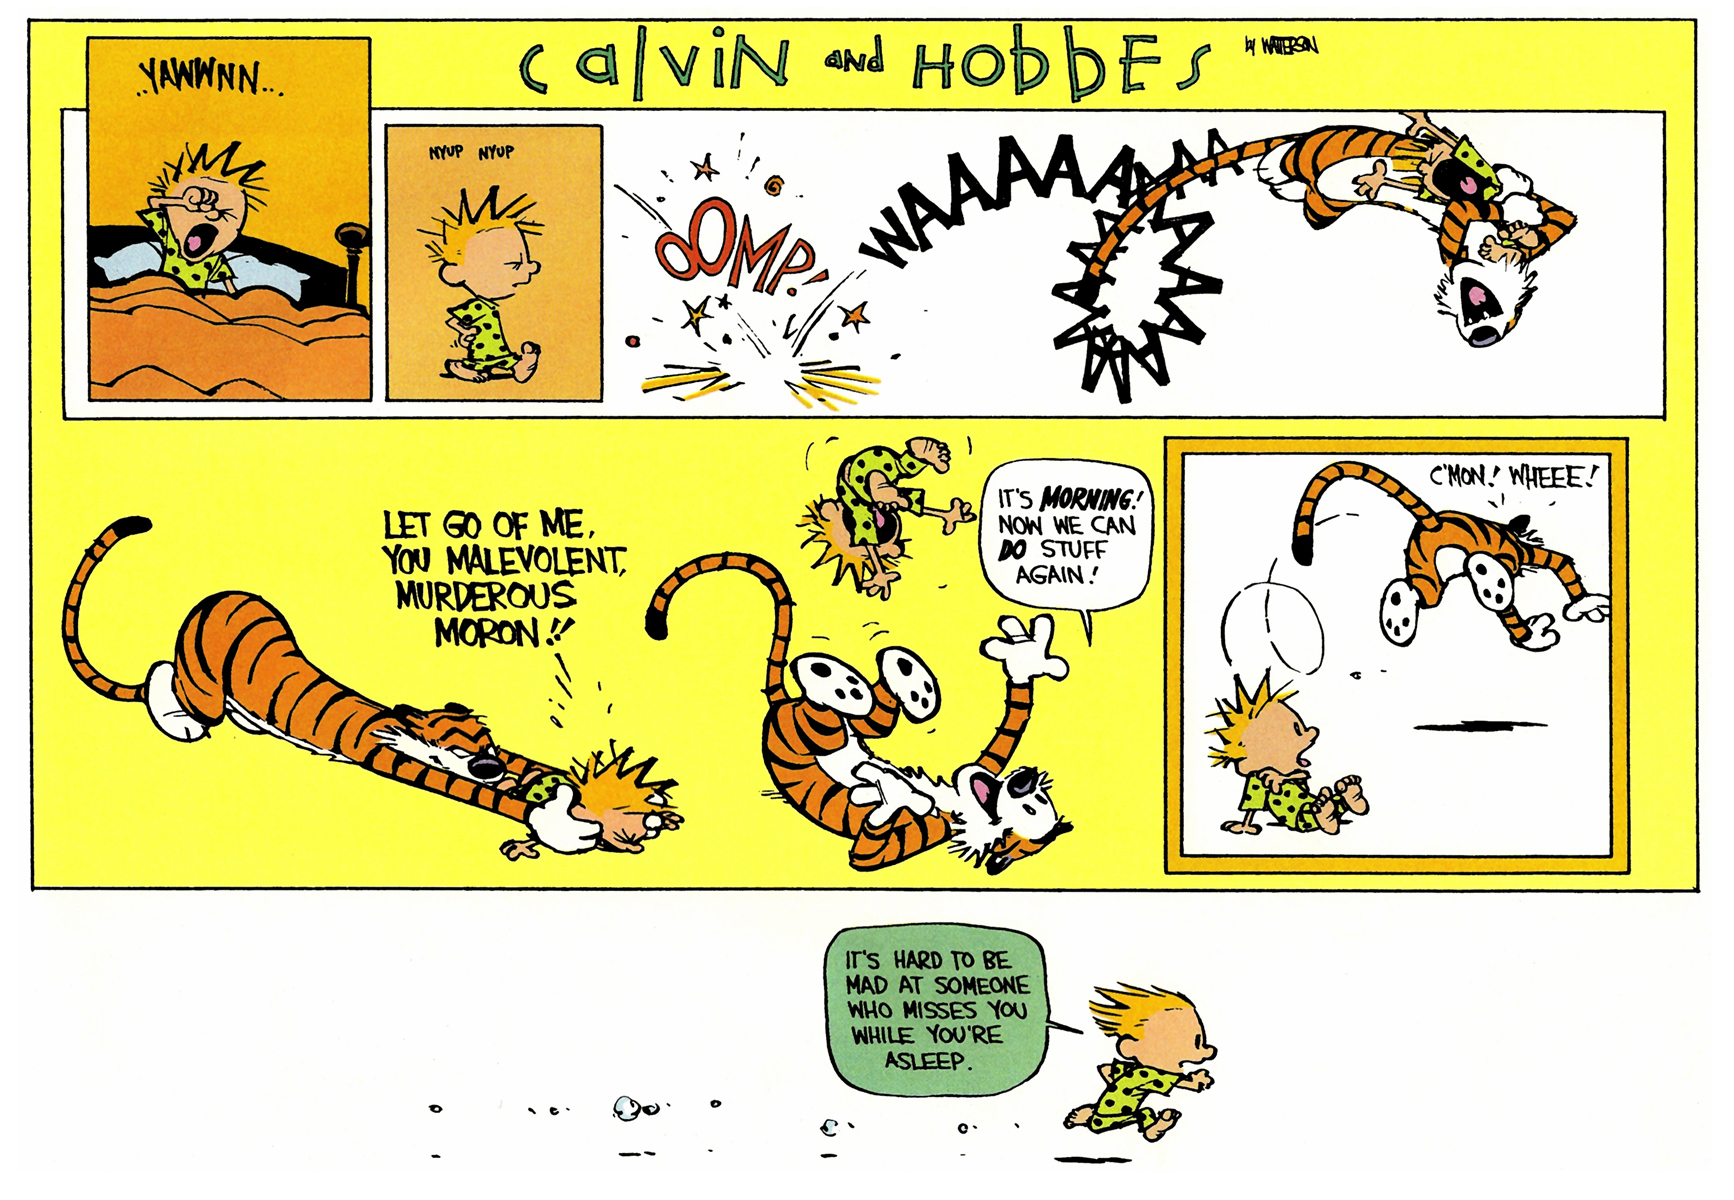 CALVIN AND HOBBES
by WATTERSON
..YAWWNN...
NYUP NYUP
OOMP!
WAAAAAAAAAAAAAA
LET GO OF ME,
YOU MALEVOLENT,
MURDEROUS
MORON!!
IT'S MORNING!
NOW WE CAN
DO STUFF
AGAIN!
C'MON! WHEEE!
IT'S HARD TO BE
MAD AT SOMEONE
WHO MISSES YOU
WHILE YOU'RE
ASLEEP.